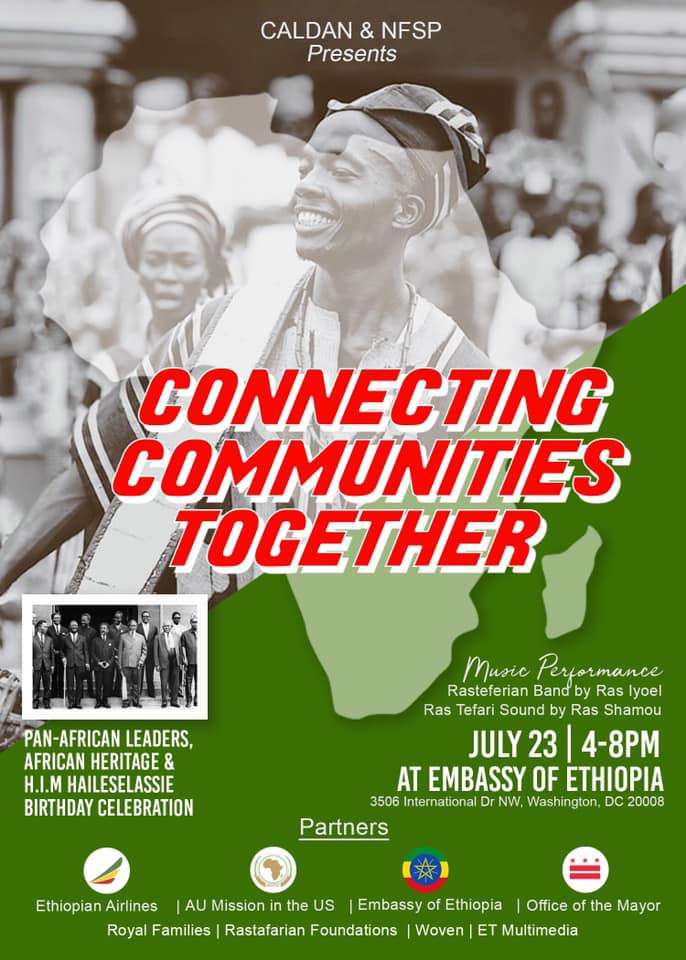 CALDAN & NFSP
Presents
CONNECTING
COMMUNITIES
TOGETHER
Music Performance
Rasteferian Band by Ras Iyoel
Ras Tefari Sound by Ras Shamou
JULY 23 | 4-8PM
AT EMBASSY OF ETHIOPIA
3506 International Dr NW, Washington, DC 20008
PAN-AFRICAN LEADERS,
AFRICAN HERITAGE &
H.I.M HAILESELASSIE
BIRTHDAY CELEBRATION
Partners
Ethiopian Airlines | AU Mission in the US | Embassy of Ethiopia | Office of the Mayor
Royal Families | Rastafarian Foundations | Woven | ET Multimedia